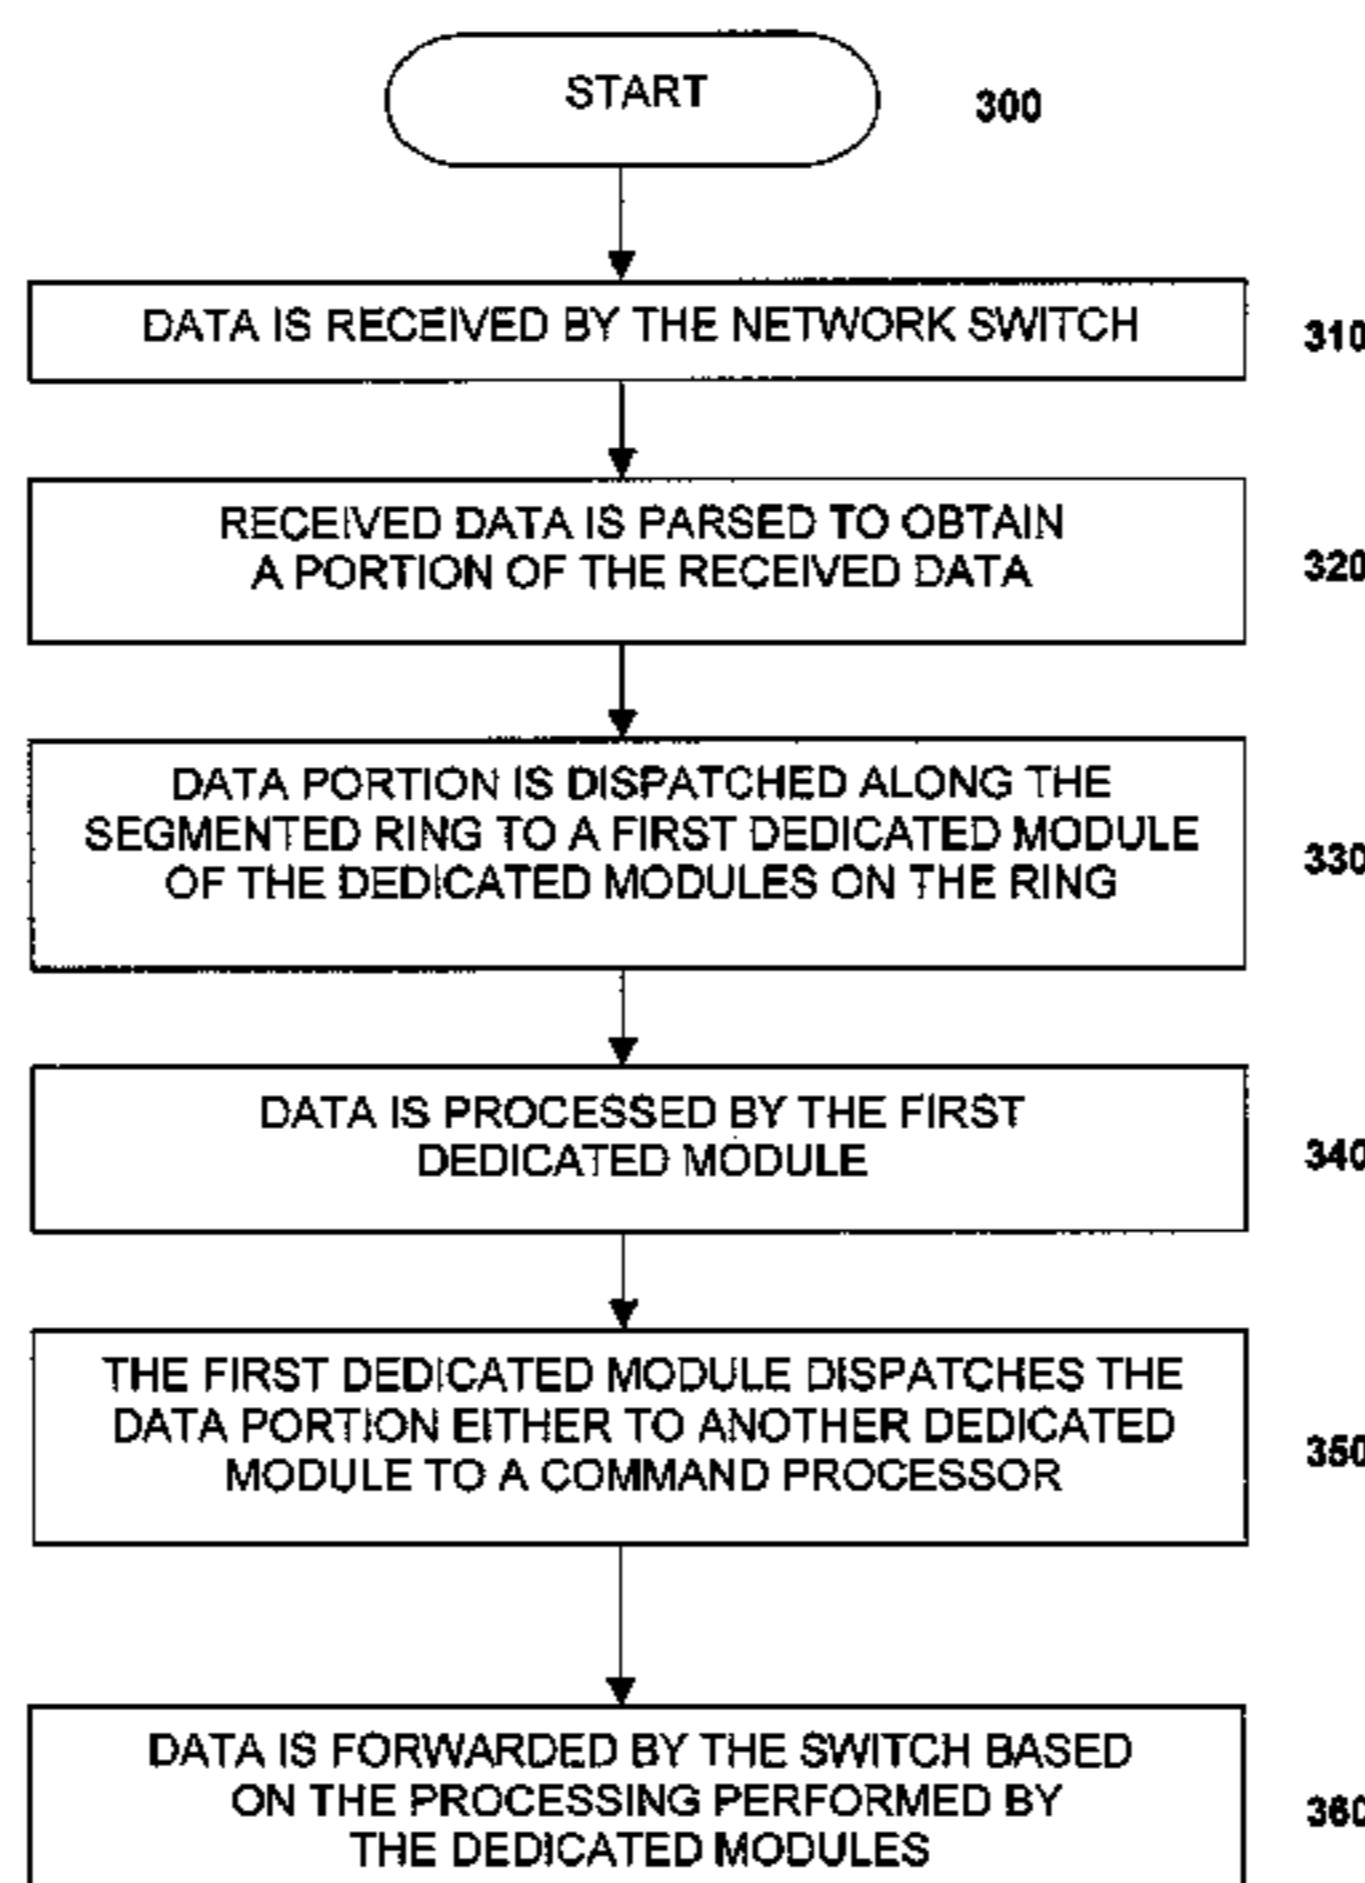 START
300
DATA IS RECEIVED BY THE NETWORK SWITCH
310
RECEIVED DATA IS PARSED TO OBTAIN
A PORTION OF THE RECEIVED DATA
320
DATA PORTION IS DISPATCHED ALONG THE
SEGMENTED RING TO A FIRST DEDICATED MODULE
OF THE DEDICATED MODULES ON THE RING
330
DATA IS PROCESSED BY THE FIRST
DEDICATED MODULE
340
THE FIRST DEDICATED MODULE DISPATCHES THE
DATA PORTION EITHER TO ANOTHER DEDICATED
MODULE TO A COMMAND PROCESSOR
350
DATA IS FORWARDED BY THE SWITCH BASED
ON THE PROCESSING PERFORMED BY
THE DEDICATED MODULES
360